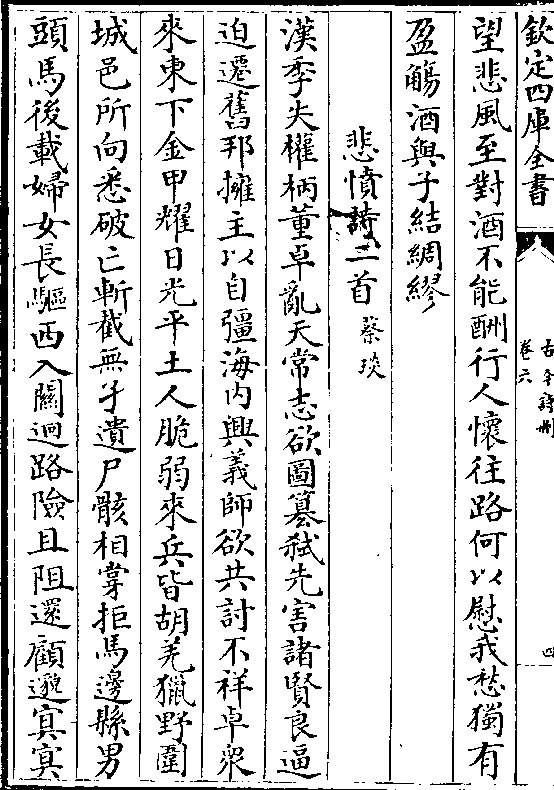 欽定四庫全書
古今詩刪
卷六
四
望悲風至對酒不能酬行人懷往路何以慰我愁獨有
盈觴酒與子結綢繆
悲憤詩二首 蔡琰
漢季失權柄董卓亂天常志欲圖篡弑先害諸賢良逼
迫遷舊邦擁主以自彊海内興義師欲共討不祥卓衆
來東下金甲耀日光平土人脆弱來兵皆胡羌獵野圍
城邑所向悉破亡斬截無孑遺尸骸相掌拒馬邊縣男
頭馬後載婦女長驅西入關迥路險且阻還顧邈冥冥